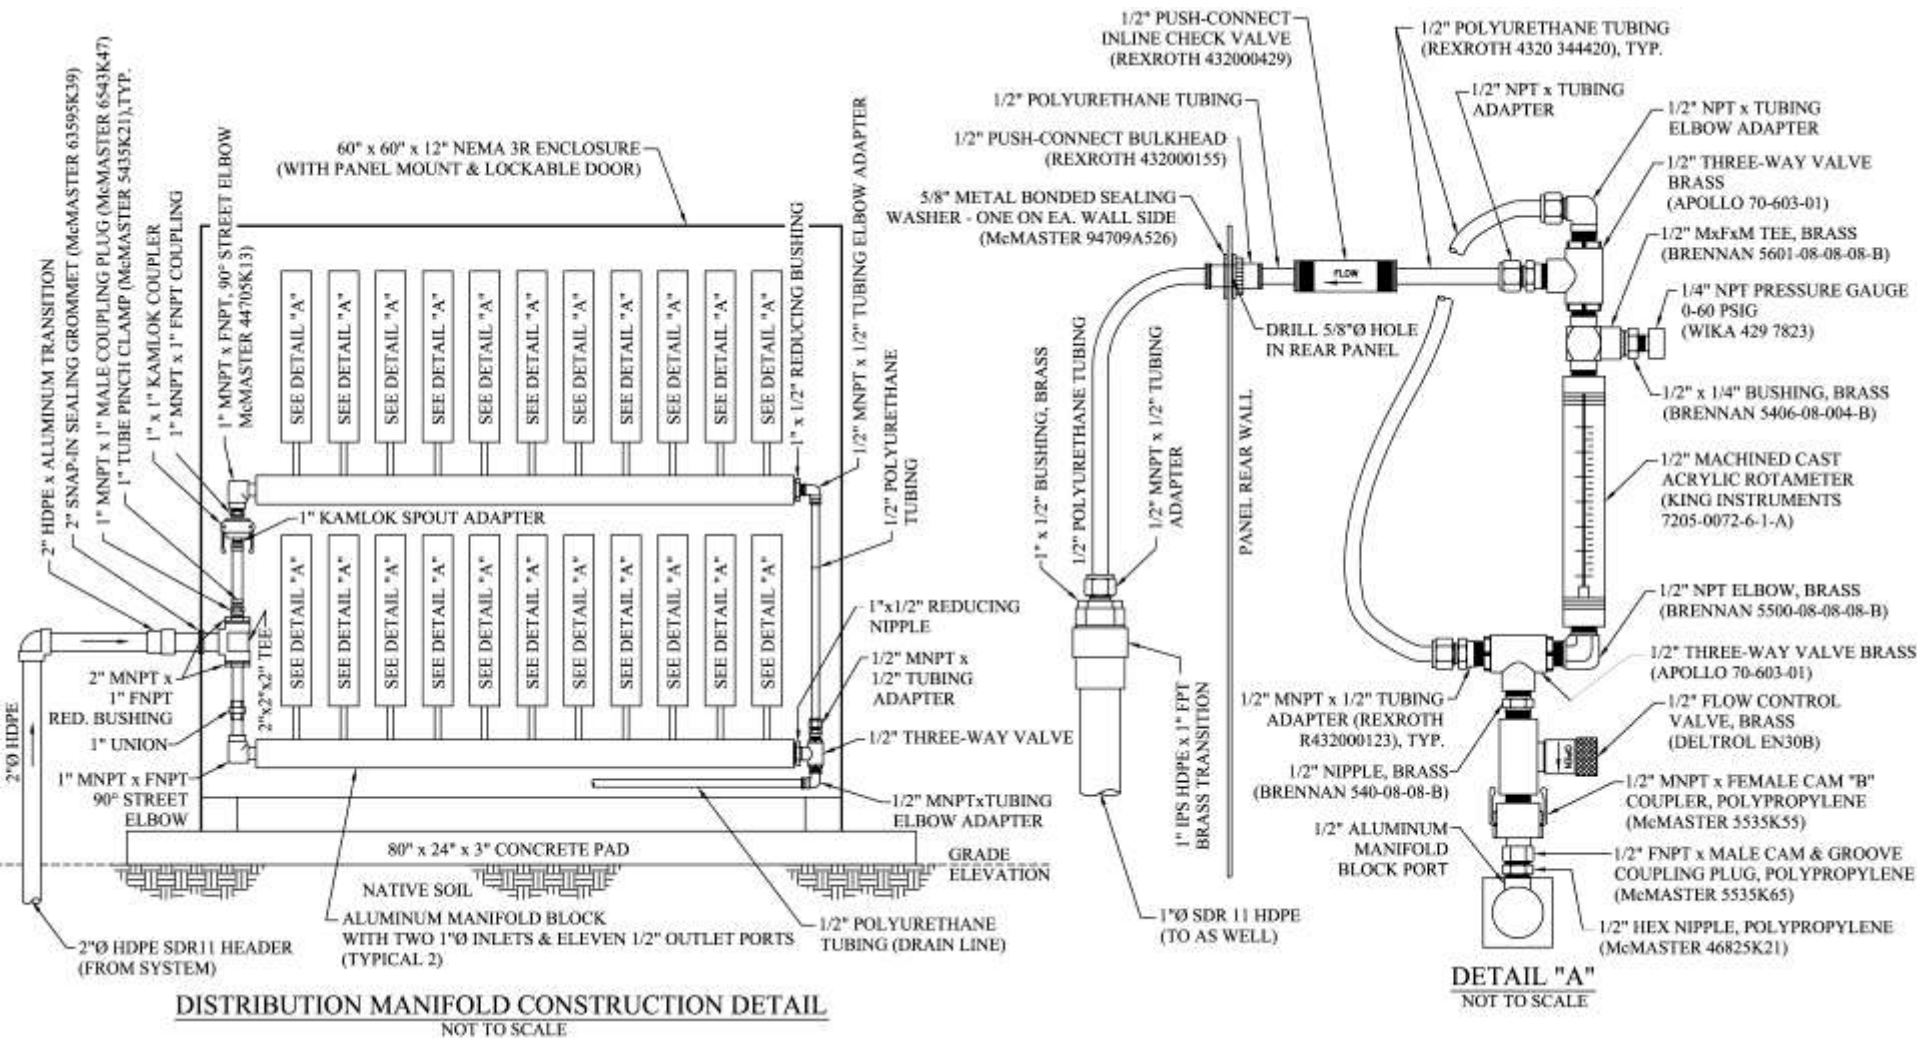 2" HDPE x ALUMINUM TRANSITION
2" SNAP-IN SEALING GROMMET (McMASTER 63595K39)
1" MNPT x 1" MALE COUPLING PLUG (McMASTER 6543K47)
1" TUBE PINCH CLAMP (McMASTER 5435K21),TYP.
1" x 1" KAMLOK COUPLER
1" MNPT x 1" FNPT COUPLING
1" MNPT x FNPT, 90° STREET ELBOW
McMASTER 44705K13)
60" x 60" x 12" NEMA 3R ENCLOSURE
(WITH PANEL MOUNT & LOCKABLE DOOR)
1" x 1/2" REDUCING BUSHING
1/2" MNPT x 1/2" TUBING ELBOW ADAPTER
SEE DETAIL "A"
SEE DETAIL "A"
SEE DETAIL "A"
SEE DETAIL "A"
SEE DETAIL "A"
SEE DETAIL "A"
SEE DETAIL "A"
SEE DETAIL "A"
SEE DETAIL "A"
SEE DETAIL "A"
SEE DETAIL "A"
1/2" POLYURETHANE
TUBING
1" KAMLOK SPOUT ADAPTER
SEE DETAIL "A"
SEE DETAIL "A"
SEE DETAIL "A"
SEE DETAIL "A"
SEE DETAIL "A"
SEE DETAIL "A"
SEE DETAIL "A"
SEE DETAIL "A"
SEE DETAIL "A"
SEE DETAIL "A"
SEE DETAIL "A"
2"x2"x2" TEE
2" MNPT x
1" FNPT
RED. BUSHING
1" UNION
1" MNPT x FNPT
90° STREET
ELBOW
2"Ø HDPE
1"x1/2" REDUCING
NIPPLE
1/2" MNPT x
1/2" TUBING
ADAPTER
1/2" THREE-WAY VALVE
1/2" MNPTxTUBING
ELBOW ADAPTER
80" x 24" x 3" CONCRETE PAD
GRADE
ELEVATION
NATIVE SOIL
ALUMINUM MANIFOLD BLOCK
WITH TWO 1"Ø INLETS & ELEVEN 1/2" OUTLET PORTS
(TYPICAL 2)
1/2" POLYURETHANE
TUBING (DRAIN LINE)
2"Ø HDPE SDR11 HEADER
(FROM SYSTEM)
DISTRIBUTION MANIFOLD CONSTRUCTION DETAIL
NOT TO SCALE
1/2" PUSH-CONNECT
INLINE CHECK VALVE
(REXROTH 432000429)
1/2" POLYURETHANE TUBING
1/2" PUSH-CONNECT BULKHEAD
(REXROTH 432000155)
5/8" METAL BONDED SEALING
WASHER - ONE ON EA. WALL SIDE
(McMASTER 94709A526)
FLOW
DRILL 5/8"Ø HOLE
IN REAR PANEL
1" x 1/2" BUSHING, BRASS
1/2" POLYURETHANE TUBING
1/2" MNPT x 1/2" TUBING
ADAPTER
PANEL REAR WALL
1" IPS HDPE x 1" FPT
BRASS TRANSITION
1"Ø SDR 11 HDPE
(TO AS WELL)
1/2" POLYURETHANE TUBING
(REXROTH 4320 344420), TYP.
1/2" NPT x TUBING
ADAPTER
1/2" NPT x TUBING
ELBOW ADAPTER
1/2" THREE-WAY VALVE
BRASS
(APOLLO 70-603-01)
1/2" MxFxM TEE, BRASS
(BRENNAN 5601-08-08-08-B)
1/4" NPT PRESSURE GAUGE
0-60 PSIG
(WIKA 429 7823)
1/2" x 1/4" BUSHING, BRASS
(BRENNAN 5406-08-004-B)
1/2" MACHINED CAST
ACRYLIC ROTAMETER
(KING INSTRUMENTS
7205-0072-6-1-A)
1/2" NPT ELBOW, BRASS
(BRENNAN 5500-08-08-08-B)
1/2" THREE-WAY VALVE BRASS
(APOLLO 70-603-01)
1/2" MNPT x 1/2" TUBING
ADAPTER (REXROTH
R432000123), TYP.
1/2" FLOW CONTROL
VALVE, BRASS
(DELTROL EN30B)
OPEN
1/2" NIPPLE, BRASS
(BRENNAN 540-08-08-B)
1/2" MNPT x FEMALE CAM "B"
COUPLER, POLYPROPYLENE
(McMASTER 5535K55)
1/2" ALUMINUM
MANIFOLD
BLOCK PORT
1/2" FNPT x MALE CAM & GROOVE
COUPLING PLUG, POLYPROPYLENE
(McMASTER 5535K65)
1/2" HEX NIPPLE, POLYPROPYLENE
(McMASTER 46825K21)
DETAIL "A"
NOT TO SCALE